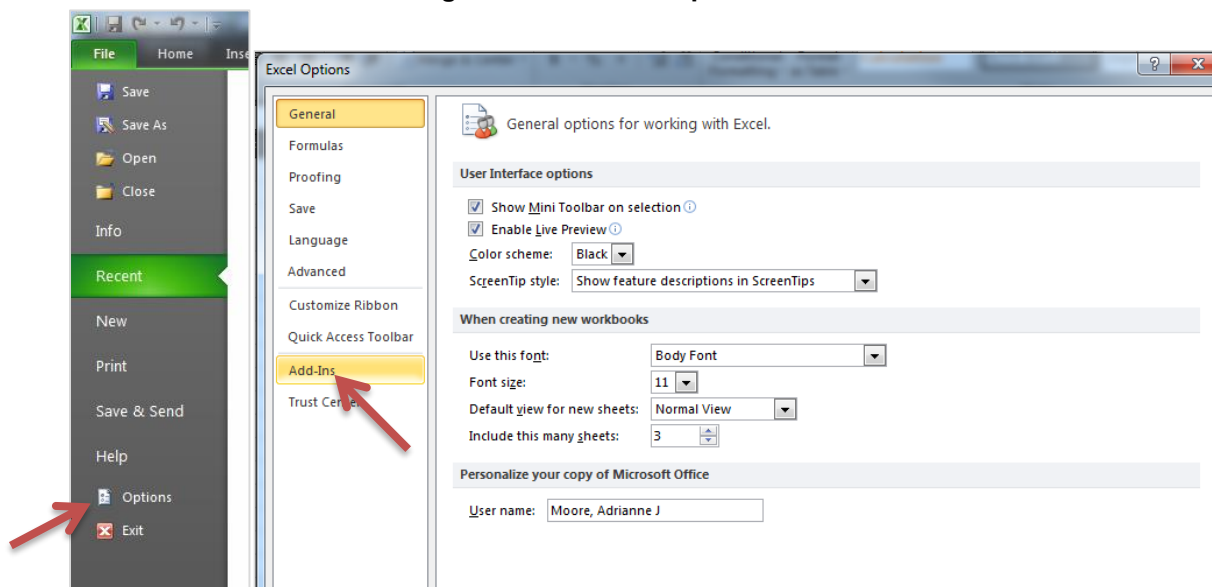 File Home Inse
Save
Save As
Open
Close
Info
Recent
New
Print
Save & Send
Help
Options
Exit
Excel Options
General
Formulas
Proofing
Save
Language
Advanced
Customize Ribbon
Quick Access Toolbar
Add-Ins
Trust Center
General options for working with Excel.
User Interface options
Show Mini Toolbar on selection
Enable Live Preview
Color scheme: Black
ScreenTip style: Show feature descriptions in ScreenTips
When creating new workbooks
Use this font: Body Font
Font size: 11
Default view for new sheets: Normal View
Include this many sheets: 3
Personalize your copy of Microsoft Office
User name: Moore, Adrianne J